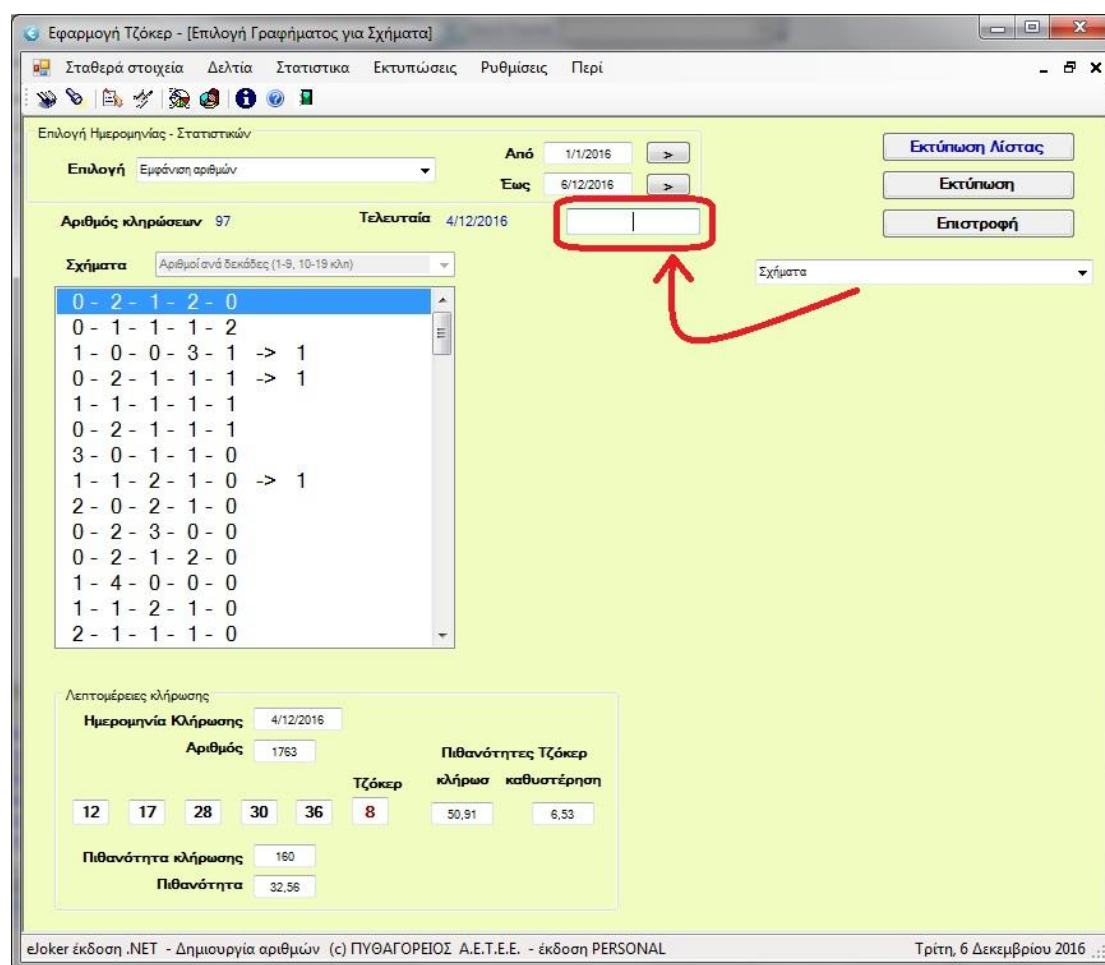 Εφαρμογή Τζόκερ - [Επιλογή Γραφήματος για Σχήματα]
Σταθερά στοιχεία Δελτία Στατιστικα Εκτυπώσεις Ρυθμίσεις Περί
Επιλογή Ημερομηνίας - Στατιστικών
Επιλογή Εμφάνιση αριθμών
Από 1/1/2016 >
Έως 6/12/2016 >
Εκτύπωση Λίστας
Εκτύπωση
Επιστροφή
Αριθμός κληρώσεων 97 Τελευταία 4/12/2016
Σχήματα Αριθμοί ανά δεκάδες (1-9, 10-19 κλπ)
Σχήματα
0 - 2 - 1 - 2 - 0
0 - 1 - 1 - 1 - 2
1 - 0 - 0 - 3 - 1 -> 1
0 - 2 - 1 - 1 - 1 -> 1
1 - 1 - 1 - 1 - 1
0 - 2 - 1 - 1 - 1
3 - 0 - 1 - 1 - 0
1 - 1 - 2 - 1 - 0 -> 1
2 - 0 - 2 - 1 - 0
0 - 2 - 3 - 0 - 0
0 - 2 - 1 - 2 - 0
1 - 4 - 0 - 0 - 0
1 - 1 - 2 - 1 - 0
2 - 1 - 1 - 1 - 0
Λεπτομέρειες κλήρωσης
Ημερομηνία Κλήρωσης 4/12/2016
Αριθμός 1763
Πιθανότητες Τζόκερ
Τζόκερ κλήρωσ καθυστέρηση
12 17 28 30 36 8 50,91 6,53
Πιθανότητα κλήρωσης 160
Πιθανότητα 32,56
eJoker έκδοση .NET - Δημιουργία αριθμών (c) ΠΥΘΑΓΟΡΕΙΟΣ Α.Ε.Τ.Ε.Ε. - έκδοση PERSONAL Τρίτη, 6 Δεκεμβρίου 2016